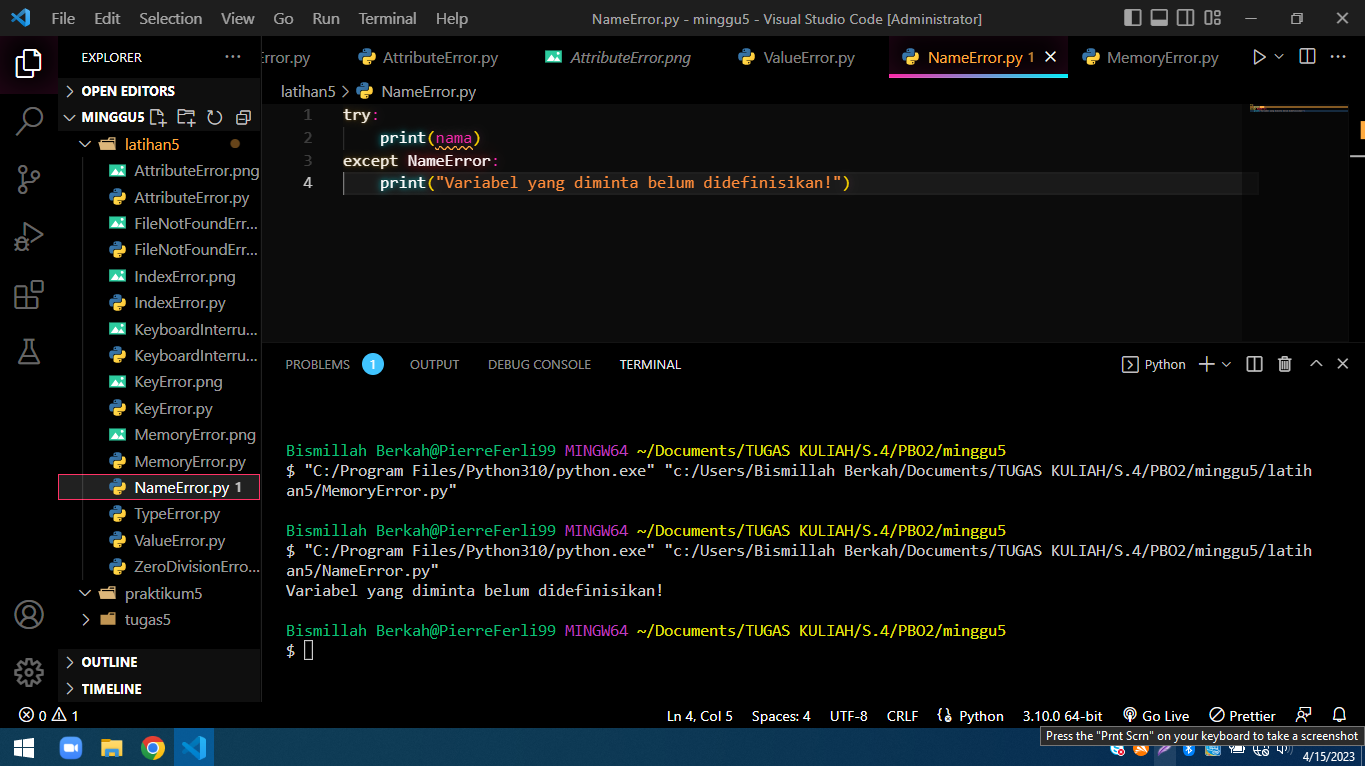 File Edit Selection View Go Run Terminal Help NameError.py - minggu5 - Visual Studio Code [Administrator]
EXPLORER ···
Error.py AttributeError.py AttributeError.png ValueError.py NameError.py 1 MemoryError.py
OPEN EDITORS
MINGGU5
latihan5
AttributeError.png
AttributeError.py
FileNotFoundErr...
FileNotFoundErr...
IndexError.png
IndexError.py
KeyboardInterru...
KeyboardInterru...
KeyError.png
KeyError.py
MemoryError.png
MemoryError.py
NameError.py 1
TypeError.py
ValueError.py
ZeroDivisionErro...
praktikum5
tugas5
OUTLINE
TIMELINE
latihan5 > NameError.py
1 try:
2 print(nama)
3 except NameError:
4 print("Variabel yang diminta belum didefinisikan!")
PROBLEMS 1 OUTPUT DEBUG CONSOLE TERMINAL Python
Bismillah Berkah@PierreFerli99 MINGW64 ~/Documents/TUGAS KULIAH/S.4/PBO2/minggu5
$ "C:/Program Files/Python310/python.exe" "c:/Users/Bismillah Berkah/Documents/TUGAS KULIAH/S.4/PBO2/minggu5/latih
an5/MemoryError.py"
Bismillah Berkah@PierreFerli99 MINGW64 ~/Documents/TUGAS KULIAH/S.4/PBO2/minggu5
$ "C:/Program Files/Python310/python.exe" "c:/Users/Bismillah Berkah/Documents/TUGAS KULIAH/S.4/PBO2/minggu5/latih
an5/NameError.py"
Variabel yang diminta belum didefinisikan!
Bismillah Berkah@PierreFerli99 MINGW64 ~/Documents/TUGAS KULIAH/S.4/PBO2/minggu5
$
0 1 Ln 4, Col 5 Spaces: 4 UTF-8 CRLF Python 3.10.0 64-bit Go Live Prettier
Press the "Prnt Scrn" on your keyboard to take a screenshot
4/15/2023